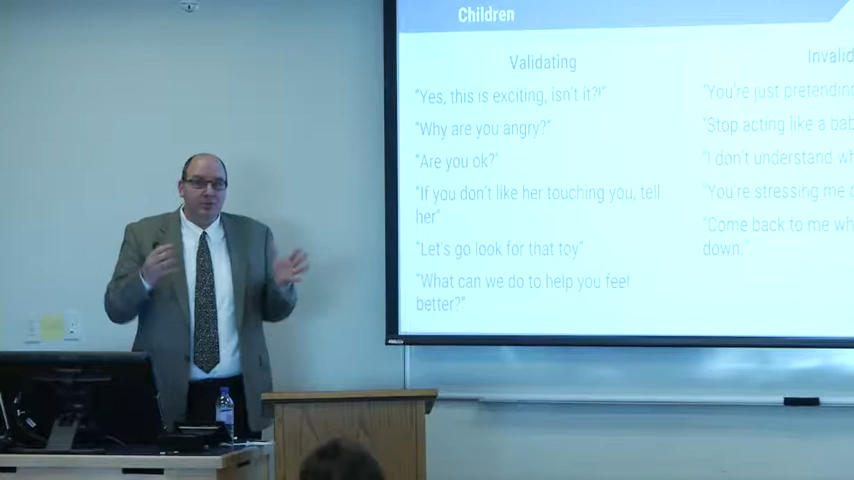 Children
Validating
"Yes, this is exciting, isn't it?!"
"Why are you angry?"
"Are you ok?"
"If you don't like her touching you, tell
her"
"Let's go look for that toy"
"What can we do to help you feel
better?"
Invalid
"You're just pretending
"Stop acting like a bab
"I don't understand wh
"You're stressing me o
"Come back to me wh
down."